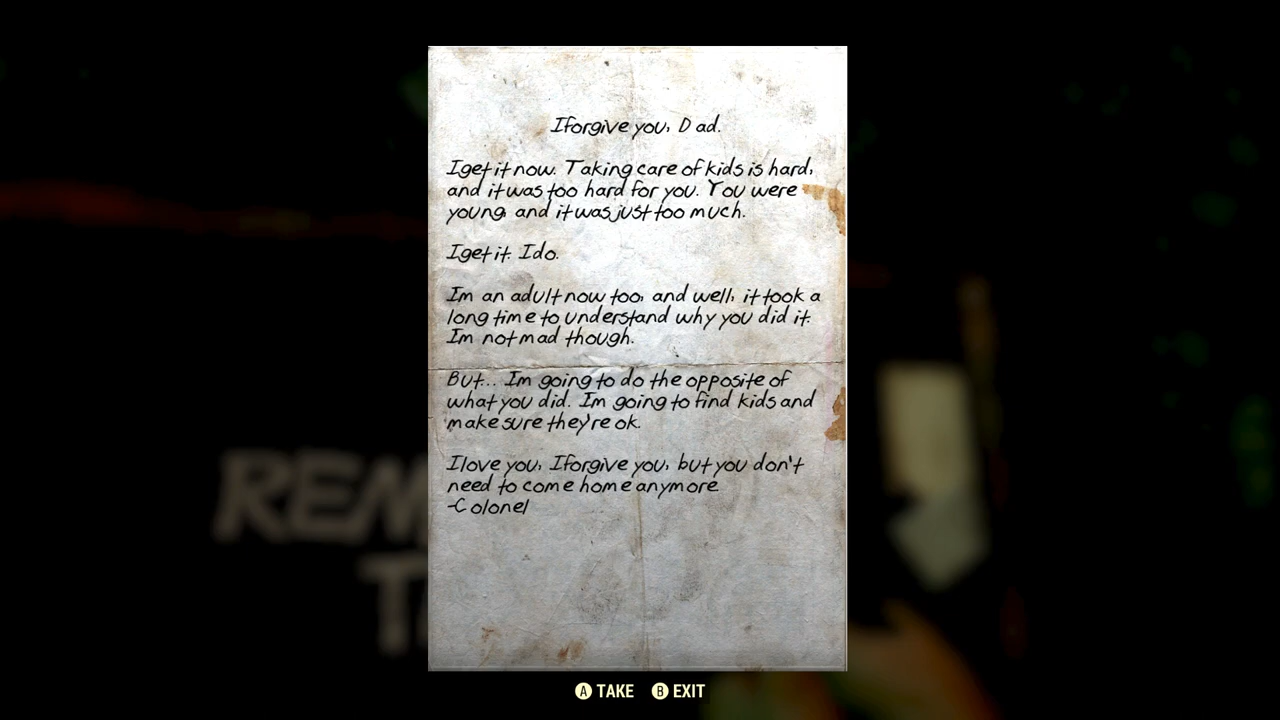 I forgive you, Dad.
I get it now. Taking care of kids is hard,
and it was too hard for you. You were
young, and it was just too much.
I get it. I do.
Im an adult now too, and well, it took a
long time to understand why you did it.
Im not mad though.
But... Im going to do the opposite of
what you did. Im going to find kids and
make sure they're ok.
I love you, I forgive you, but you don't
need to come home anymore.
-Colonel
REM
T
A TAKE B EXIT